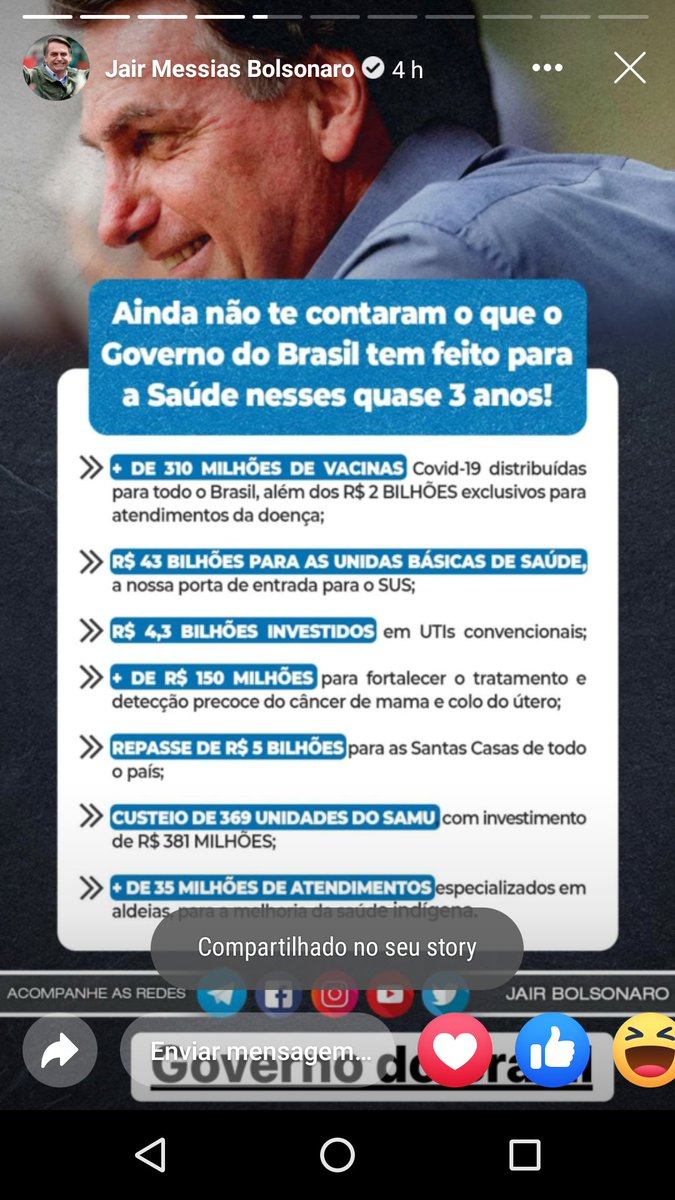 Jair Messias Bolsonaro 4 h
Ainda não te contaram o que o
Governo do Brasil tem feito para
a Saúde nesses quase 3 anos!
+ DE 310 MILHÕES DE VACINAS Covid-19 distribuídas
para todo o Brasil, além dos R$ 2 BILHÕES exclusivos para
atendimentos da doença;
R$ 43 BILHÕES PARA AS UNIDAS BÁSICAS DE SAÚDE,
a nossa porta de entrada para o SUS;
R$ 4,3 BILHÕES INVESTIDOS em UTIs convencionais;
+ DE R$ 150 MILHÕES para fortalecer o tratamento e
detecção precoce do câncer de mama e colo do útero;
REPASSE DE R$ 5 BILHÕES para as Santas Casas de todo
o país;
CUSTEIO DE 369 UNIDADES DO SAMU, com investimento
de R$ 381 MILHÕES;
+ DE 35 MILHÕES DE ATENDIMENTOS especializados em
aldeias, para a melhoria da saúde indígena.
Compartilhado no seu story
ACOMPANHE AS REDES JAIR BOLSONARO
Enviar mensagem...
Governo do Brasil